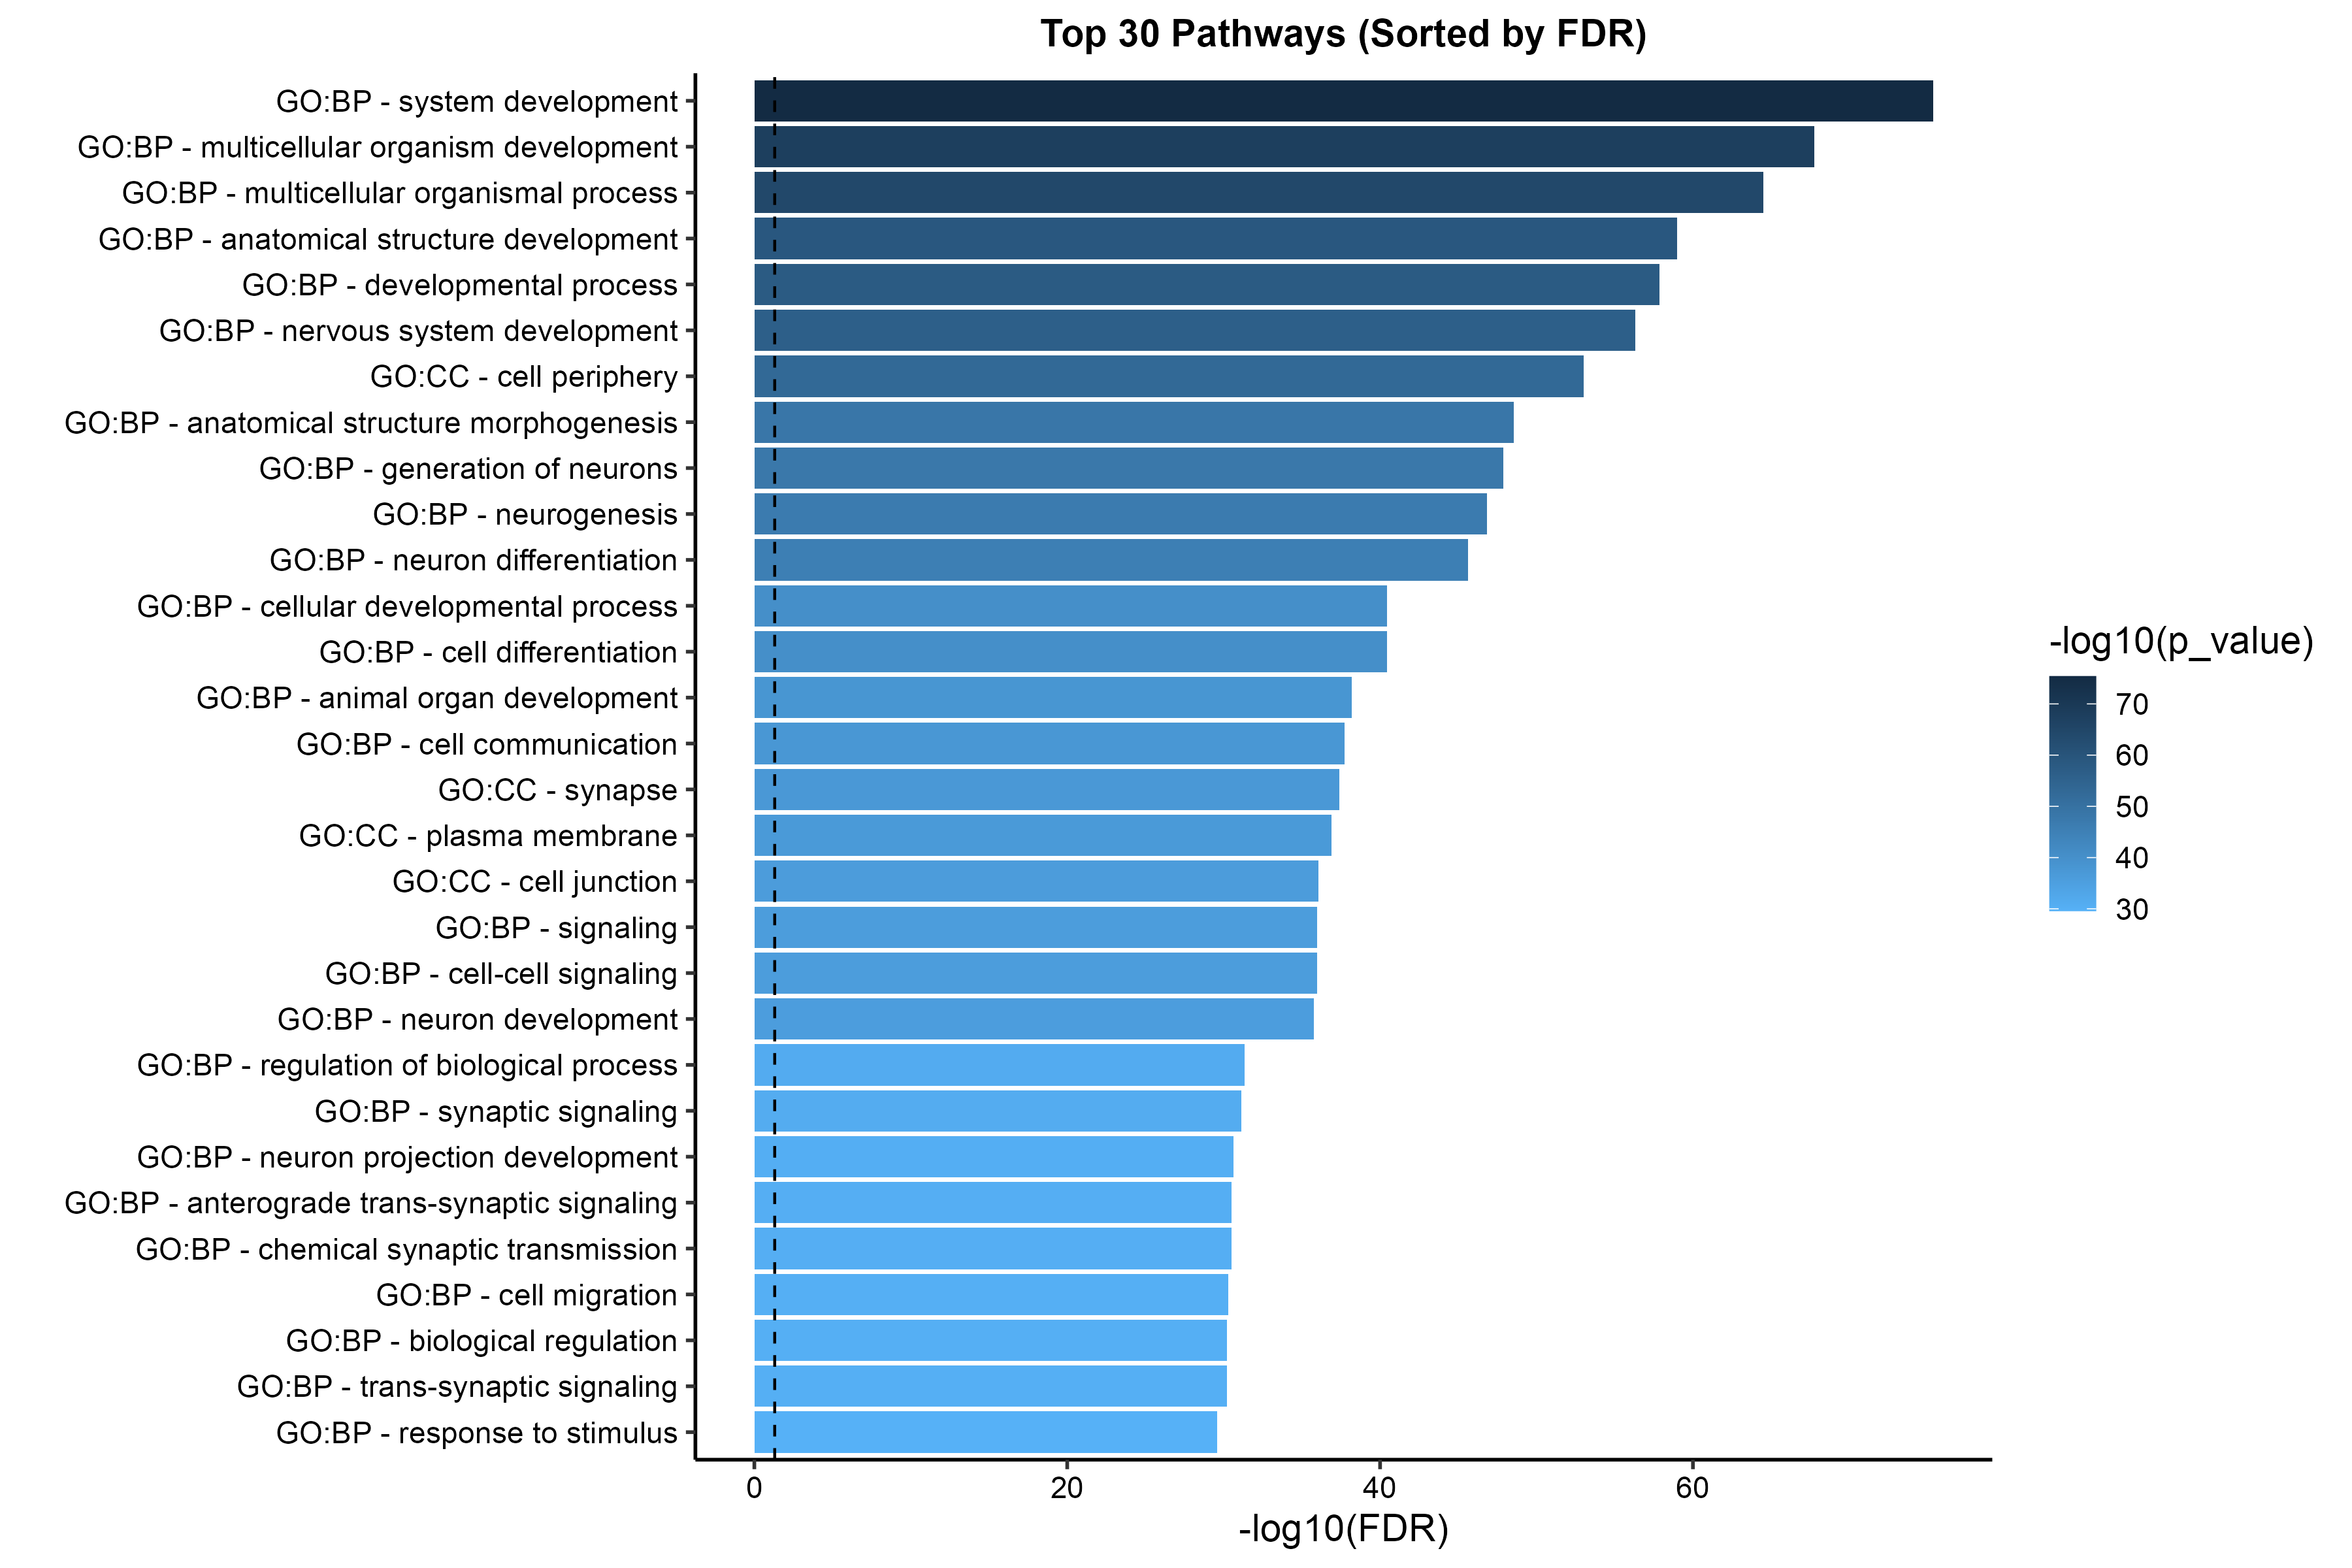 Top 30 Pathways (Sorted by FDR)
GO:BP - system development
GO:BP - multicellular organism development
GO:BP - multicellular organismal process
GO:BP - anatomical structure development
GO:BP - developmental process
GO:BP - nervous system development
GO:CC - cell periphery
GO:BP - anatomical structure morphogenesis
GO:BP - generation of neurons
GO:BP - neurogenesis
GO:BP - neuron differentiation
GO:BP - cellular developmental process
GO:BP - cell differentiation
GO:BP - animal organ development
GO:BP - cell communication
GO:CC - synapse
GO:CC - plasma membrane
GO:CC - cell junction
GO:BP - signaling
GO:BP - cell-cell signaling
GO:BP - neuron development
GO:BP - regulation of biological process
GO:BP - synaptic signaling
GO:BP - neuron projection development
GO:BP - anterograde trans-synaptic signaling
GO:BP - chemical synaptic transmission
GO:BP - cell migration
GO:BP - biological regulation
GO:BP - trans-synaptic signaling
GO:BP - response to stimulus
0 20 40 60
-log10(FDR)
-log10(p_value)
70
60
50
40
30